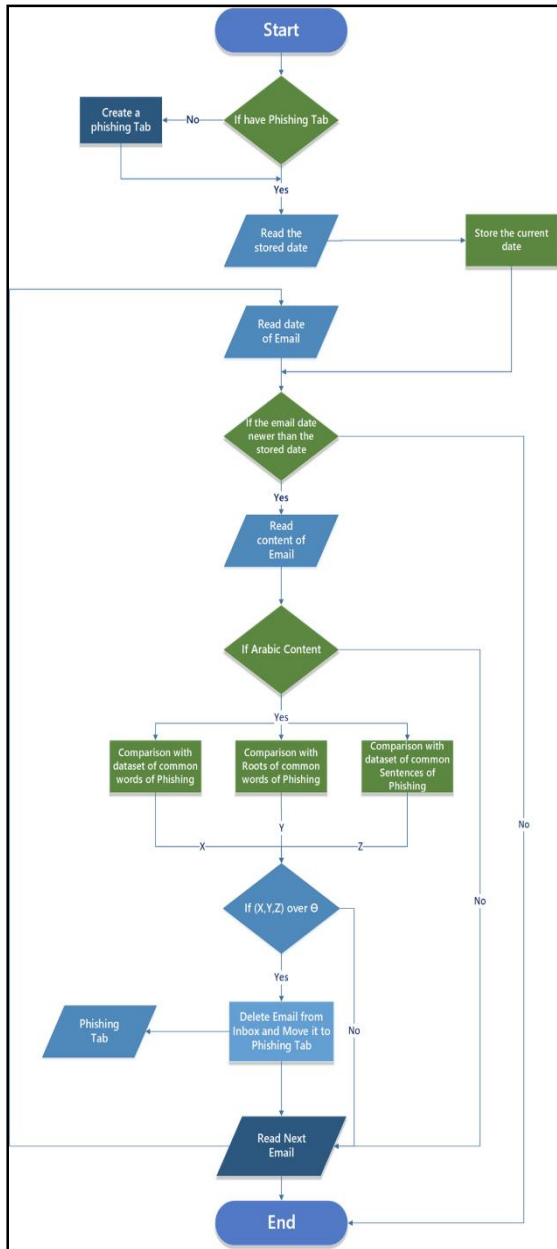 Start
If have Phishing Tab
No
Create a
phishing Tab
Yes
Read the
stored date
Store the current
date
Read date
of Email
If the email date
newer than the
stored date
Yes
Read
content of
Email
If Arabic Content
Yes
Comparison with
dataset of common
words of Phishing
Comparison with
Roots of common
words of Phishing
Comparison with
dataset of common
Sentences of
Phishing
No
X
Y
Z
If (X,Y,Z) over Θ
No
Yes
Phishing
Tab
Delete Email from
Inbox and Move it to
Phishing Tab
No
Read Next
Email
End